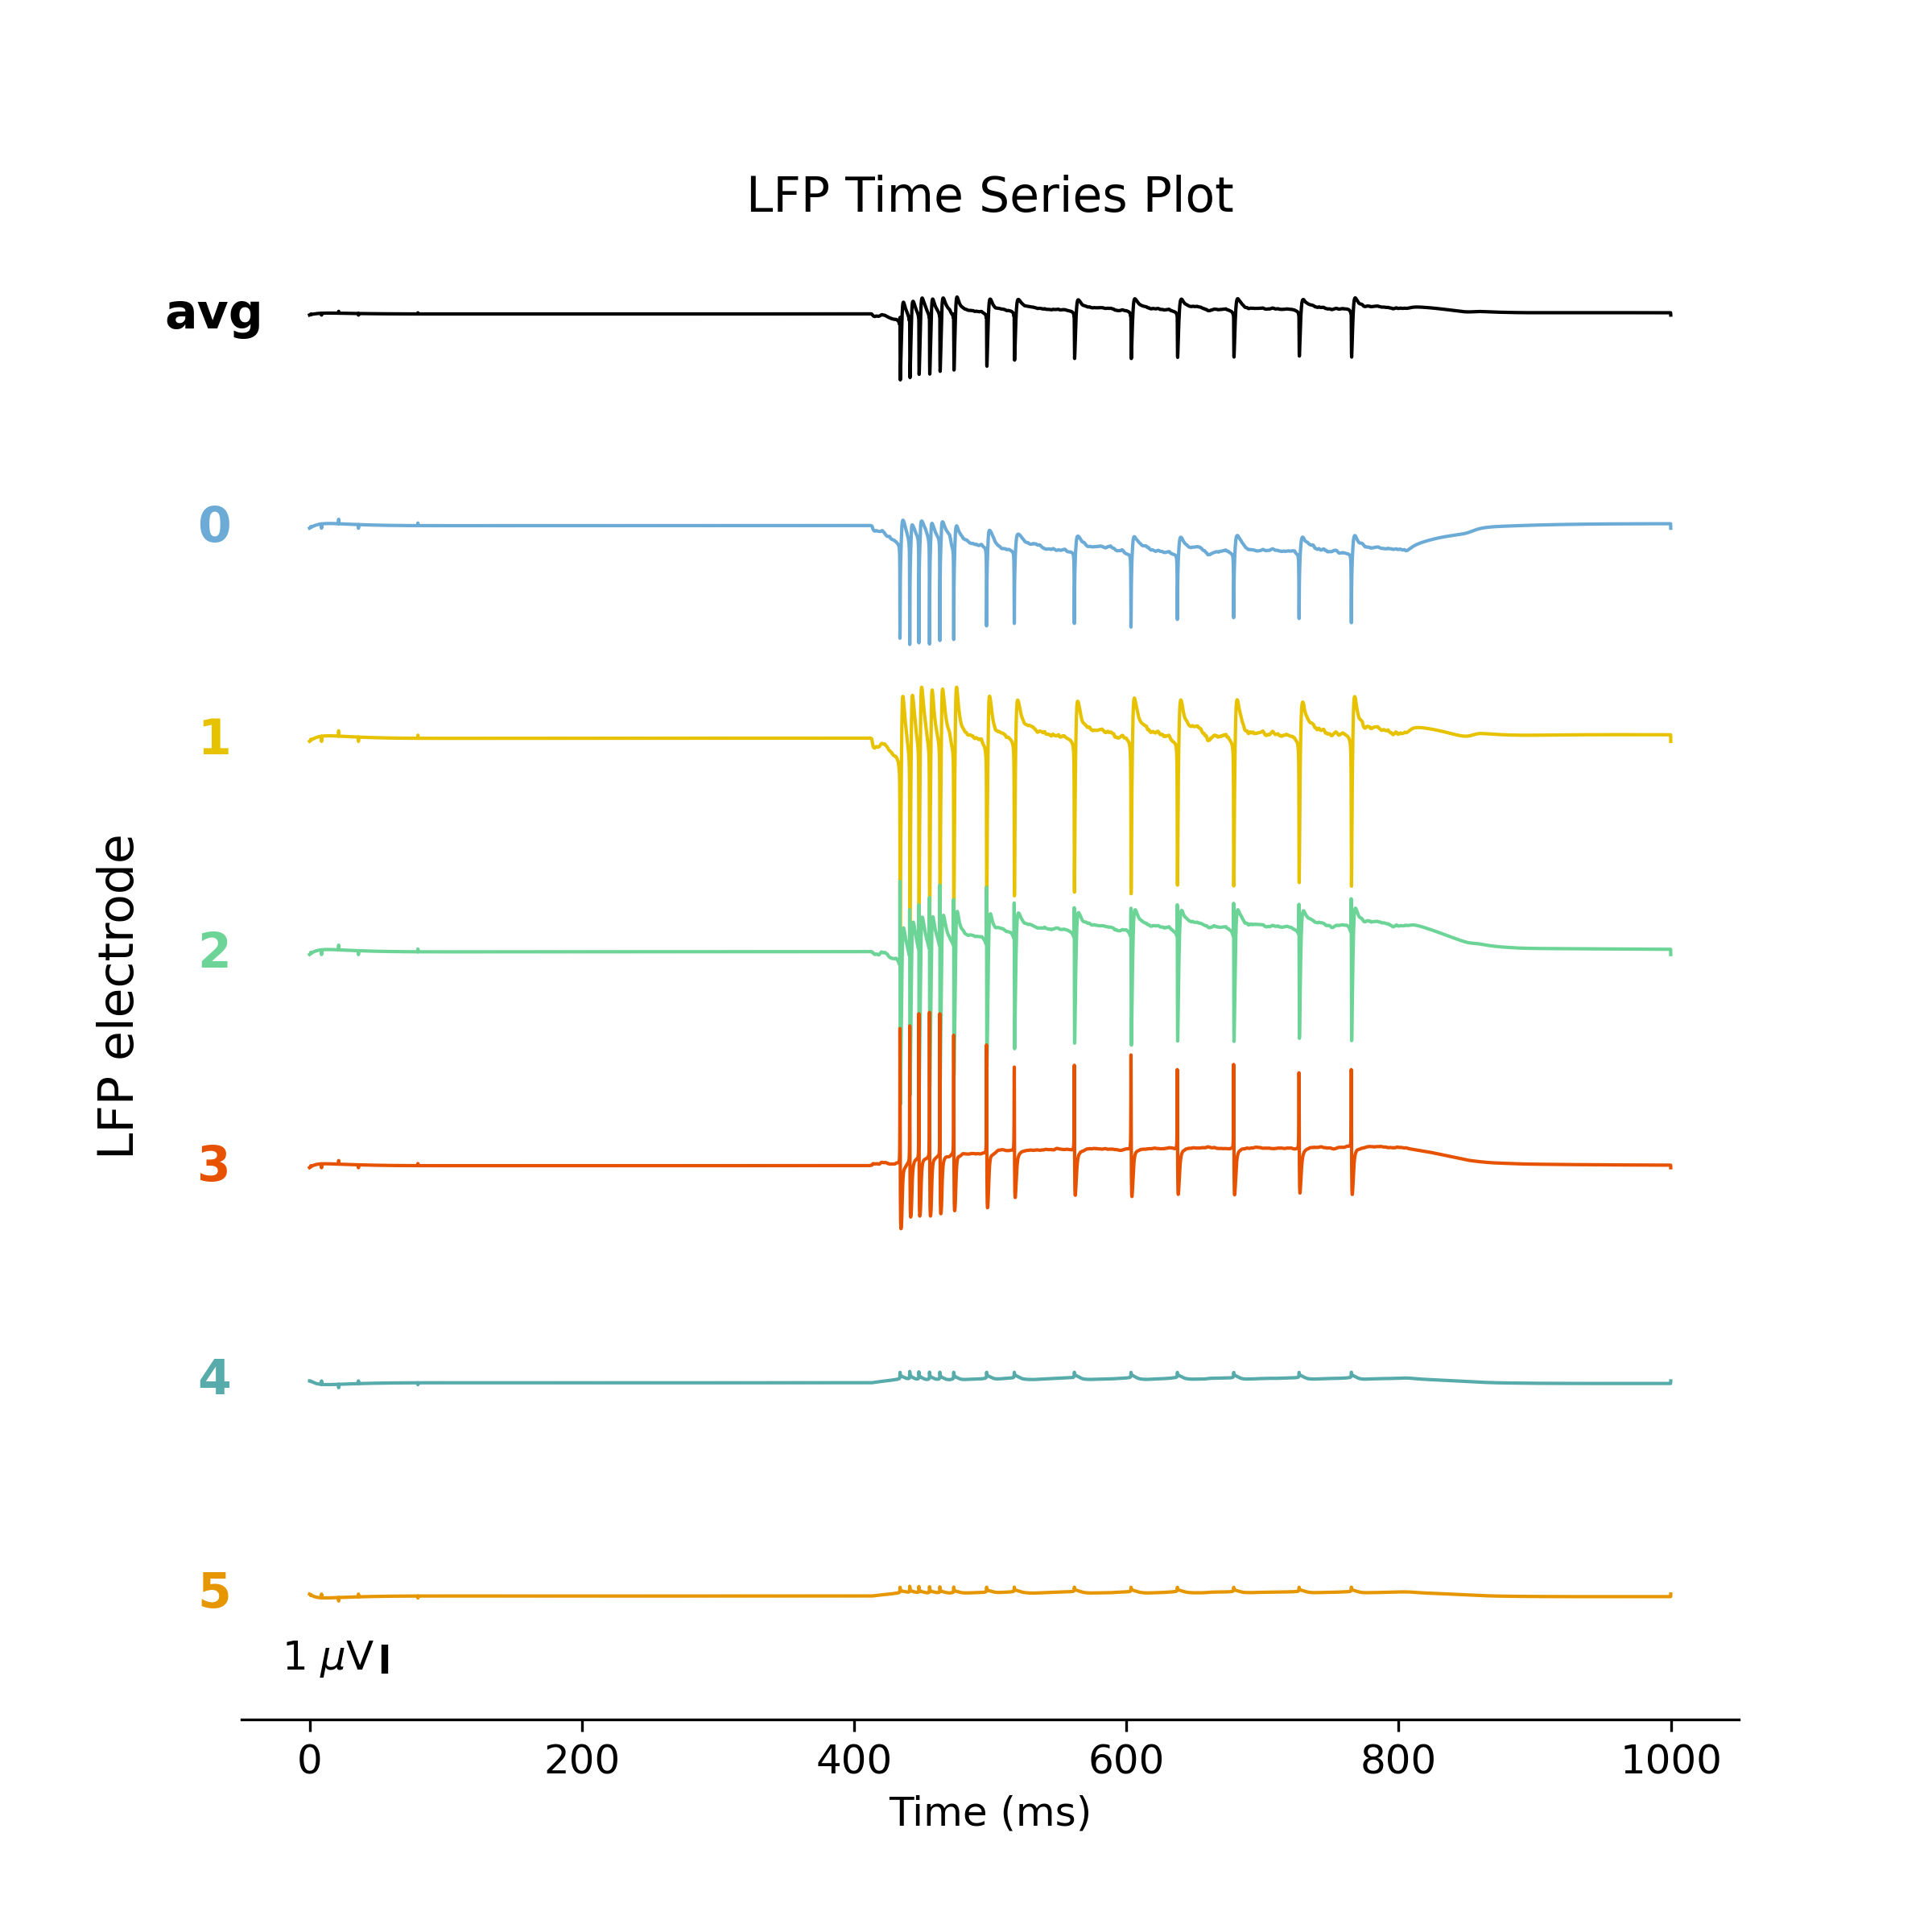 LFP Time Series Plot
avg
0
1
2
3
4
5
LFP electrode
1 μV
0 200 400 600 800 1000
Time (ms)